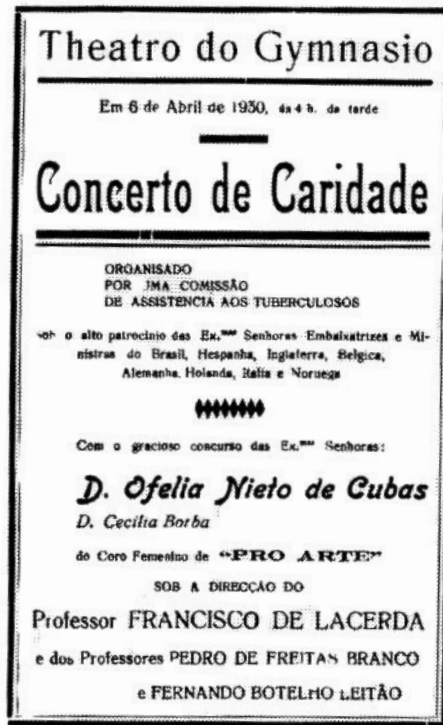 Theatro do Gymnasio
Em 6 de Abril de 1930, ás 4 h. da tarde
Concerto de Caridade
ORGANISADO
POR UMA COMISSÃO
DE ASSISTENCIA AOS TUBERCULOSOS
sob o alto patrocinio das Ex.mas Senhoras Embaixatrizes e Mi-
nistras do Brasil, Hespanha, Inglaterra, Belgica,
Alemanha, Holanda, Italia e Noruega
Com o gracioso concurso das Ex.mas Senhoras:
D. Ofelia Nieto de Cubas
D. Cecilia Borba
do Coro Femenino de “PRO ARTE”
SOB A DIRECÇÃO DO
Professor FRANCISCO DE LACERDA
e dos Professores PEDRO DE FREITAS BRANCO
e FERNANDO BOTELHO LEITÃO